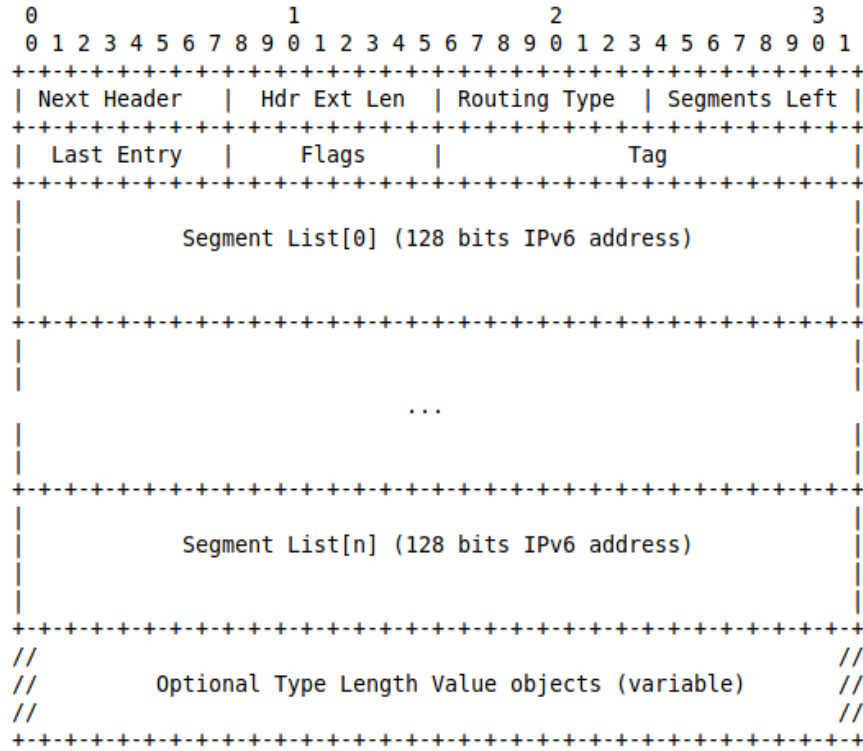 0                   1                   2                   3
 0 1 2 3 4 5 6 7 8 9 0 1 2 3 4 5 6 7 8 9 0 1 2 3 4 5 6 7 8 9 0 1
+-+-+-+-+-+-+-+-+-+-+-+-+-+-+-+-+-+-+-+-+-+-+-+-+-+-+-+-+-+-+-+-+
| Next Header   |  Hdr Ext Len  | Routing Type  | Segments Left |
+-+-+-+-+-+-+-+-+-+-+-+-+-+-+-+-+-+-+-+-+-+-+-+-+-+-+-+-+-+-+-+-+
|  Last Entry   |     Flags     |              Tag              |
+-+-+-+-+-+-+-+-+-+-+-+-+-+-+-+-+-+-+-+-+-+-+-+-+-+-+-+-+-+-+-+-+
|                                                               |
|            Segment List[0] (128 bits IPv6 address)            |
|                                                               |
|                                                               |
+-+-+-+-+-+-+-+-+-+-+-+-+-+-+-+-+-+-+-+-+-+-+-+-+-+-+-+-+-+-+-+-+
|                                                               |
|                                                               |
                              ...
|                                                               |
|                                                               |
+-+-+-+-+-+-+-+-+-+-+-+-+-+-+-+-+-+-+-+-+-+-+-+-+-+-+-+-+-+-+-+-+
|                                                               |
|            Segment List[n] (128 bits IPv6 address)            |
|                                                               |
|                                                               |
+-+-+-+-+-+-+-+-+-+-+-+-+-+-+-+-+-+-+-+-+-+-+-+-+-+-+-+-+-+-+-+-+
//                                                             //
//         Optional Type Length Value objects (variable)       //
//                                                             //
+-+-+-+-+-+-+-+-+-+-+-+-+-+-+-+-+-+-+-+-+-+-+-+-+-+-+-+-+-+-+-+-+